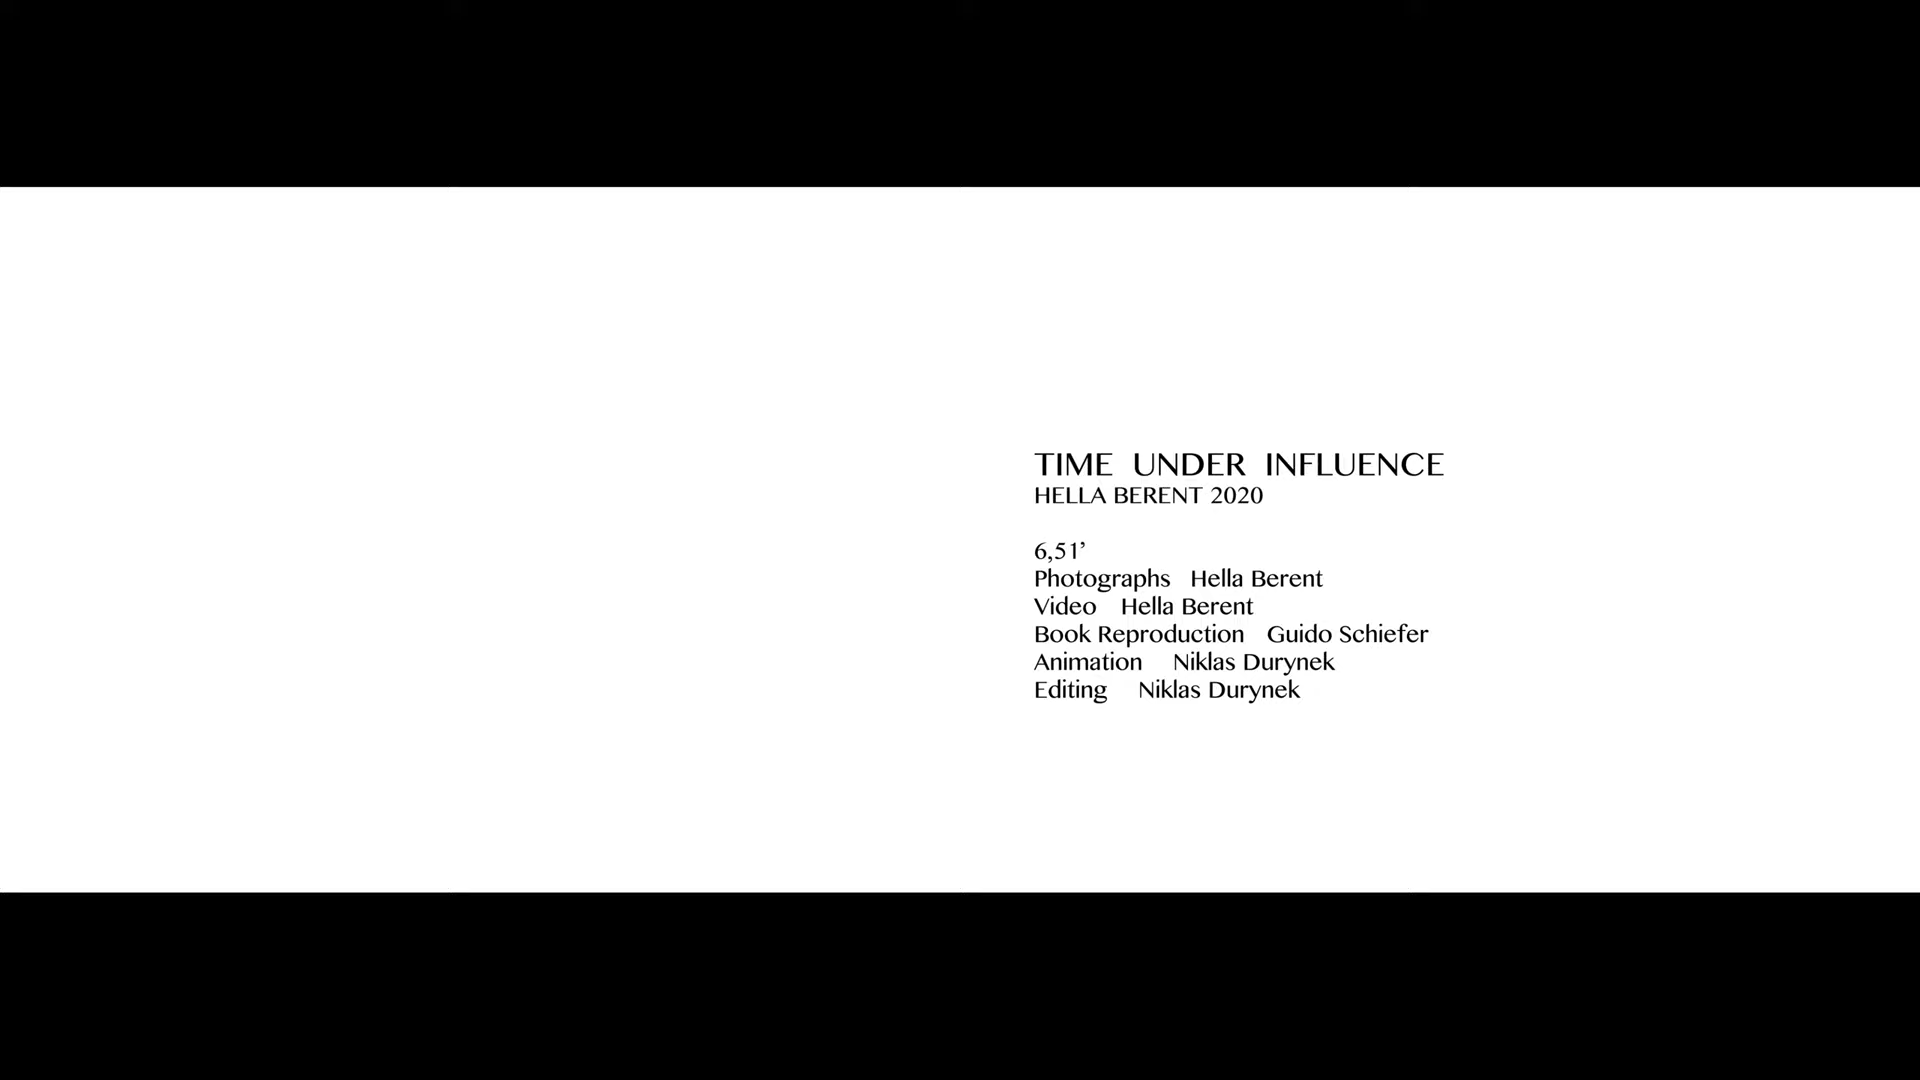 TIME UNDER INFLUENCE
HELLA BERENT 2020
6,51’
Photographs Hella Berent
Video Hella Berent
Book Reproduction Guido Schiefer
Animation Niklas Durynek
Editing Niklas Durynek